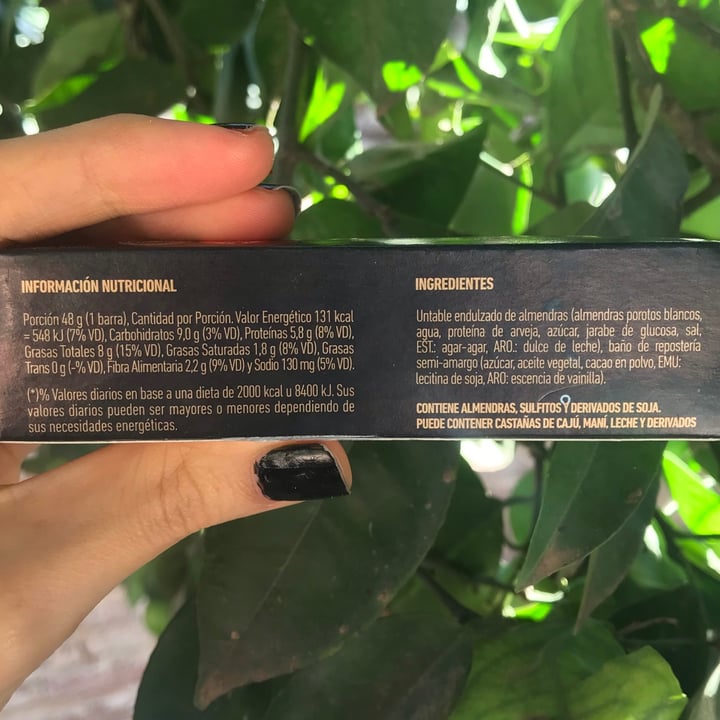 INFORMACIÓN NUTRICIONAL
Porción 48 g (1 barra), Cantidad por Porción. Valor Energético 131 kcal
= 548 kJ (7% VD), Carbohidratos 9,0 g (3% VD), Proteínas 5,8 g (8% VD),
Grasas Totales 8 g (15% VD), Grasas Saturadas 1,8 g (8% VD), Grasas
Trans 0 g (-% VD), Fibra Alimentaria 2,2 g (9% VD) y Sodio 130 mg (5% VD).
(*)% Valores diarios en base a una dieta de 2000 kcal u 8400 kJ. Sus
valores diarios pueden ser mayores o menores dependiendo de
sus necesidades energéticas.
INGREDIENTES
Untable endulzado de almendras (almendras porotos blancos,
agua, proteína de arveja, azúcar, jarabe de glucosa, sal,
EST.: agar-agar, ARO.: dulce de leche), baño de repostería
semi-amargo (azúcar, aceite vegetal, cacao en polvo, EMU:
lecitina de soja, ARO: escencia de vainilla).
CONTIENE ALMENDRAS, SULFITOS Y DERIVADOS DE SOJA.
PUEDE CONTENER CASTAÑAS DE CAJÚ, MANÍ, LECHE Y DERIVADOS